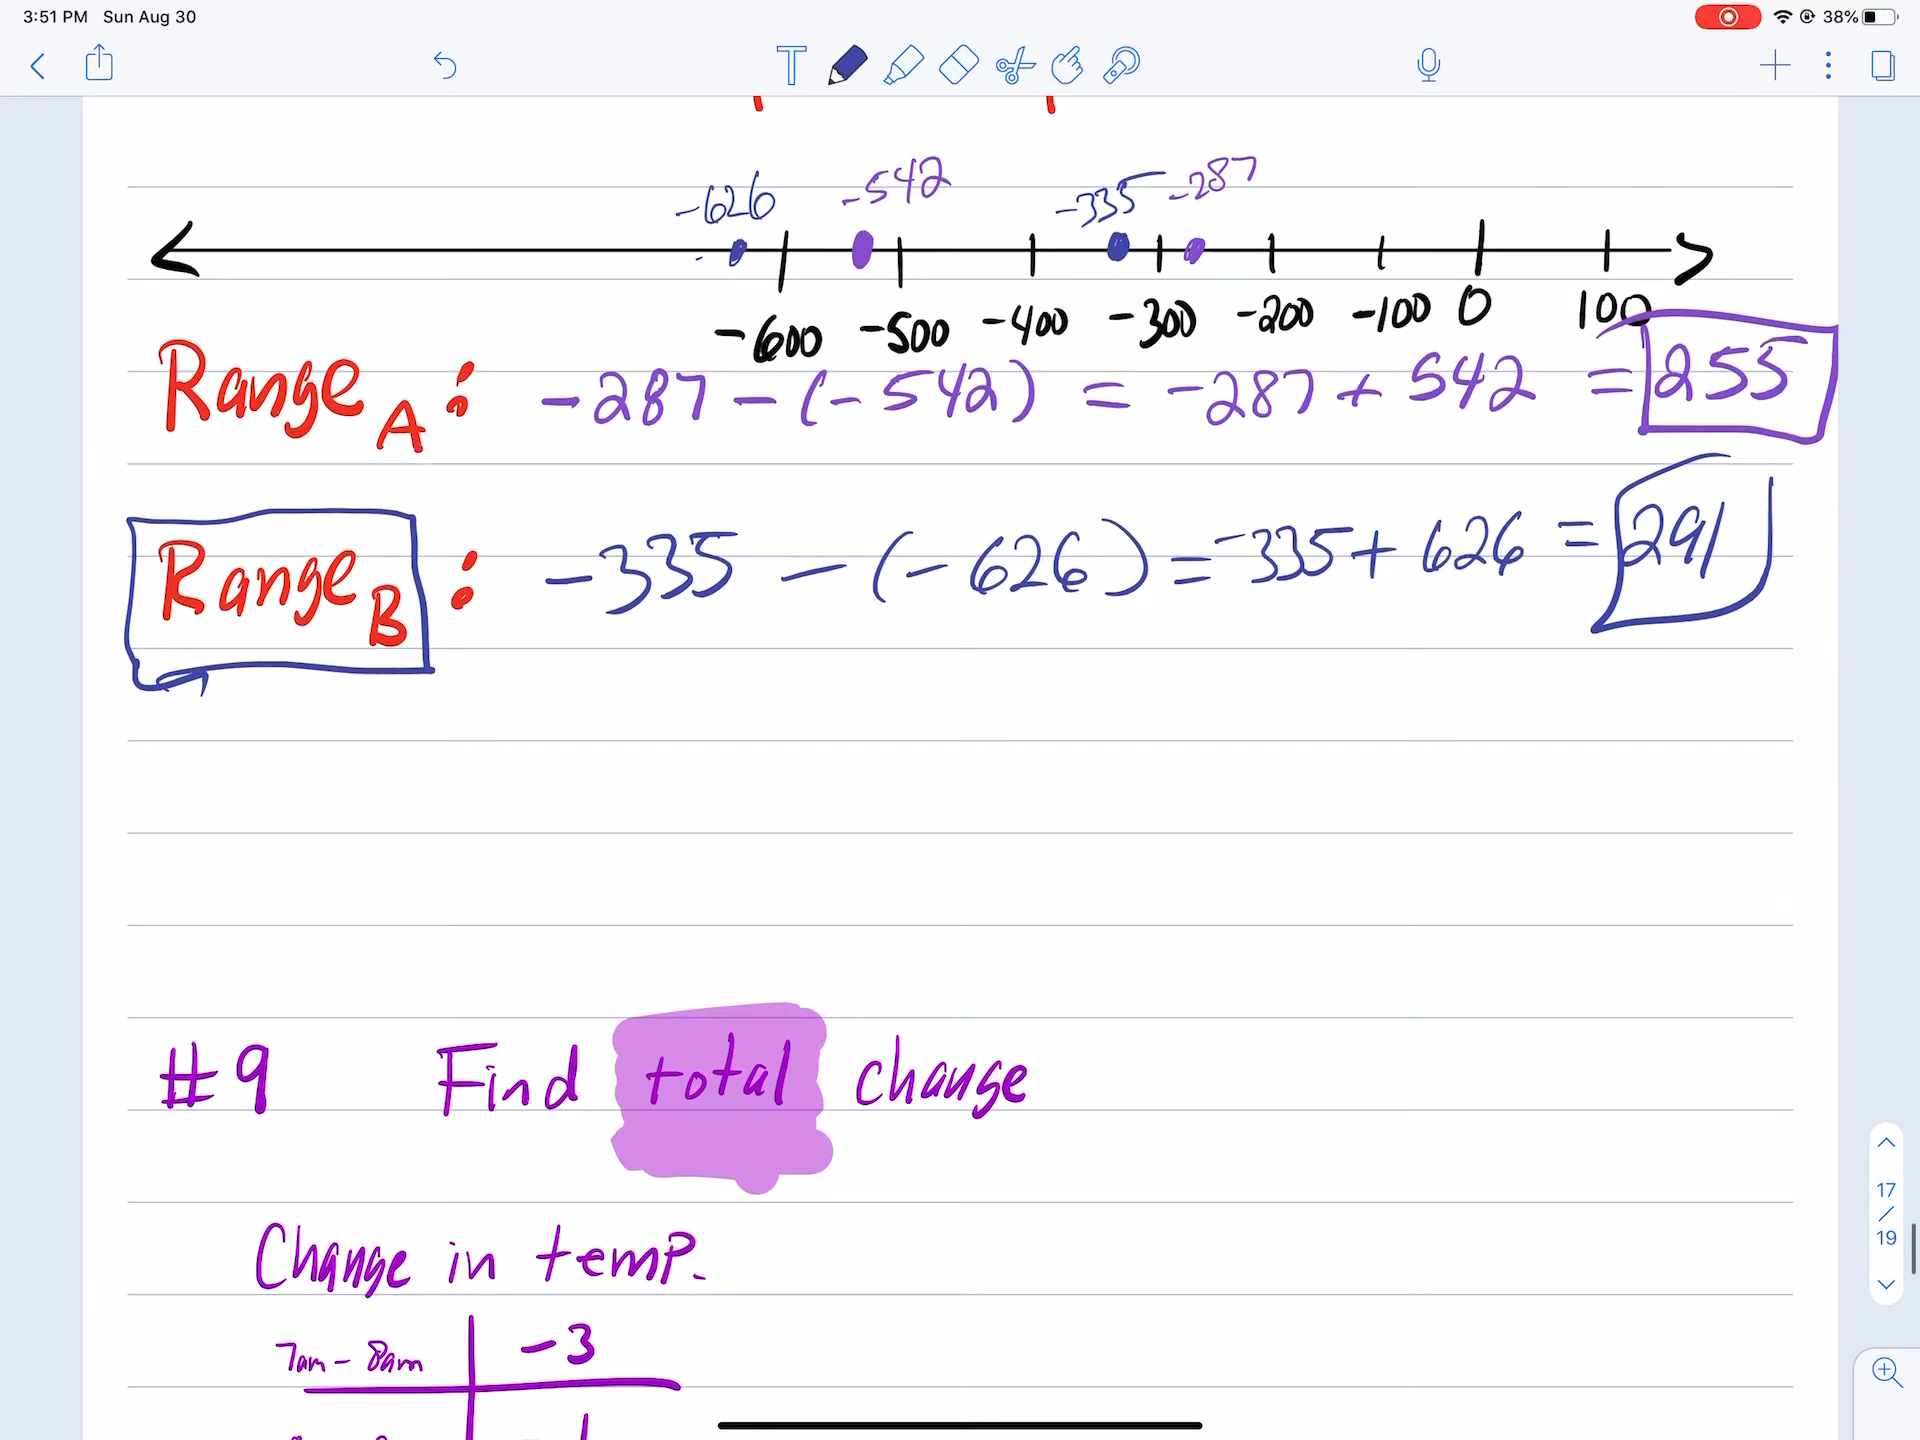 3:51 PM Sun Aug 30 38%
-626 -542 -335 -287
-600 -500 -400 -300 -200 -100 0 100
Range A : -287 - (-542) = -287 + 542 = 255
Range B : -335 - (-626) = -335 + 626 = 291
#9 Find total change
17
/
19
Change in temp.
7am - 8am -3